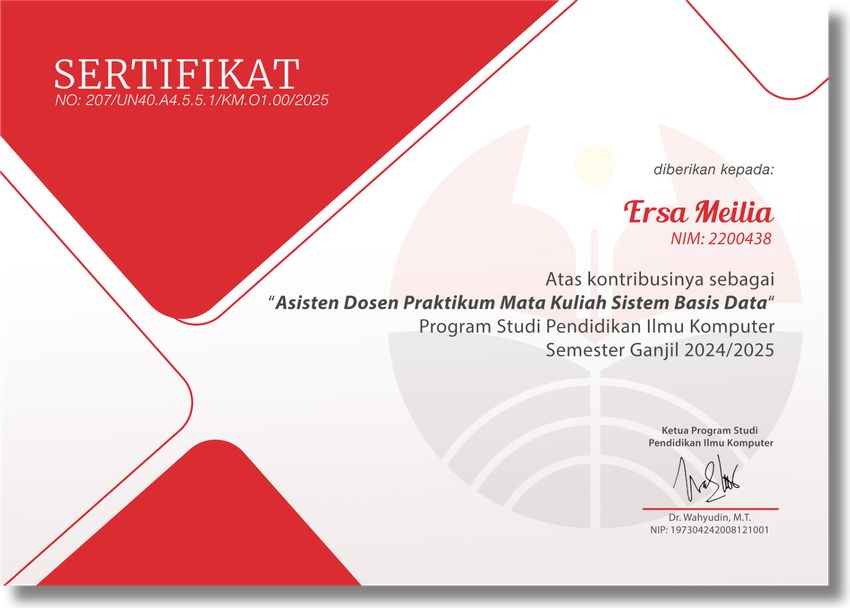 SERTIFIKAT
NO: 207/UN40.A4.5.5.1/KM.O1.00/2025
diberikan kepada:
Ersa Meilia
NIM: 2200438
Atas kontribusinya sebagai
“Asisten Dosen Praktikum Mata Kuliah Sistem Basis Data“
Program Studi Pendidikan Ilmu Komputer
Semester Ganjil 2024/2025
Ketua Program Studi
Pendidikan Ilmu Komputer
Dr. Wahyudin, M.T.
NIP: 197304242008121001